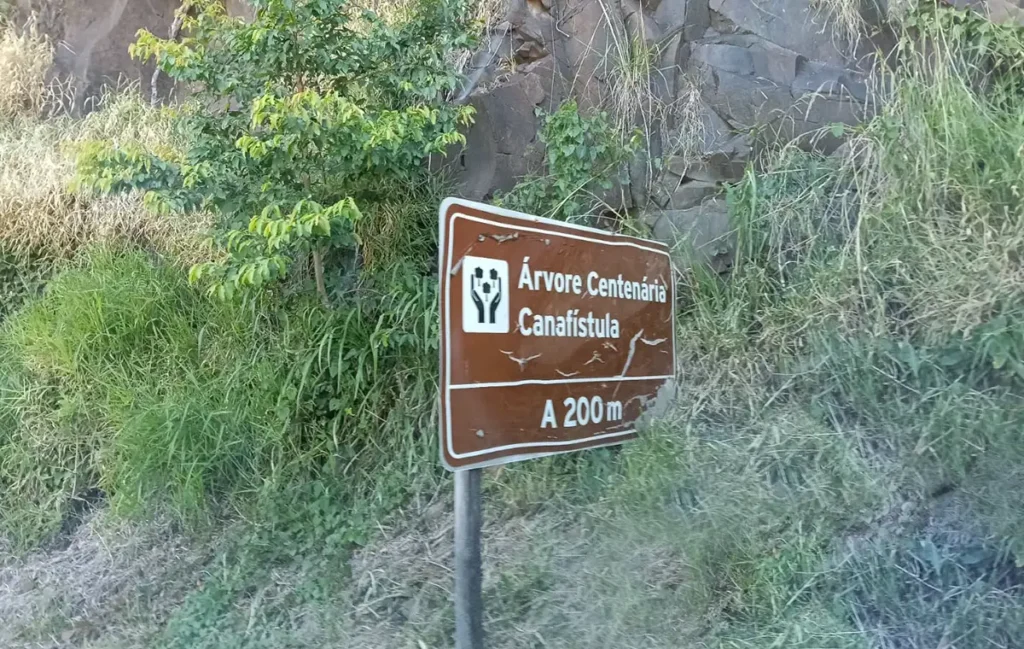 Árvore Centenária
Canafístula
A 200 m